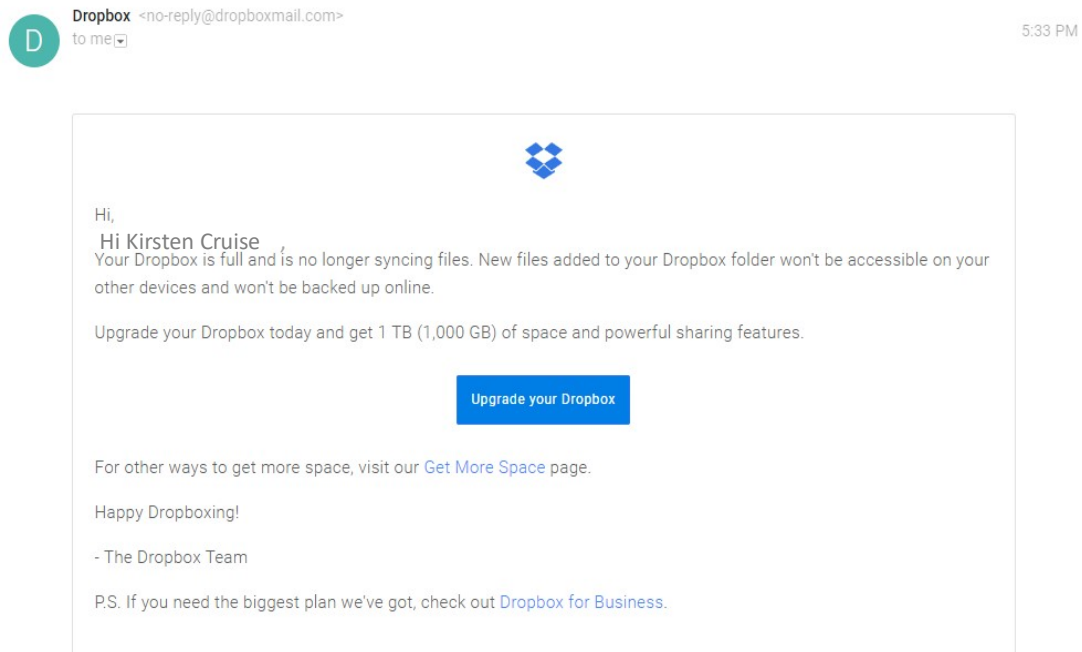 Dropbox <no-reply@dropboxmail.com>
5:33 PM
D
to me
Hi,
Hi Kirsten Cruise ,
Your Dropbox is full and is no longer syncing files. New files added to your Dropbox folder won't be accessible on your
other devices and won't be backed up online.
Upgrade your Dropbox today and get 1 TB (1,000 GB) of space and powerful sharing features.
Upgrade your Dropbox
For other ways to get more space, visit our Get More Space page.
Happy Dropboxing!
- The Dropbox Team
P.S. If you need the biggest plan we've got, check out Dropbox for Business.